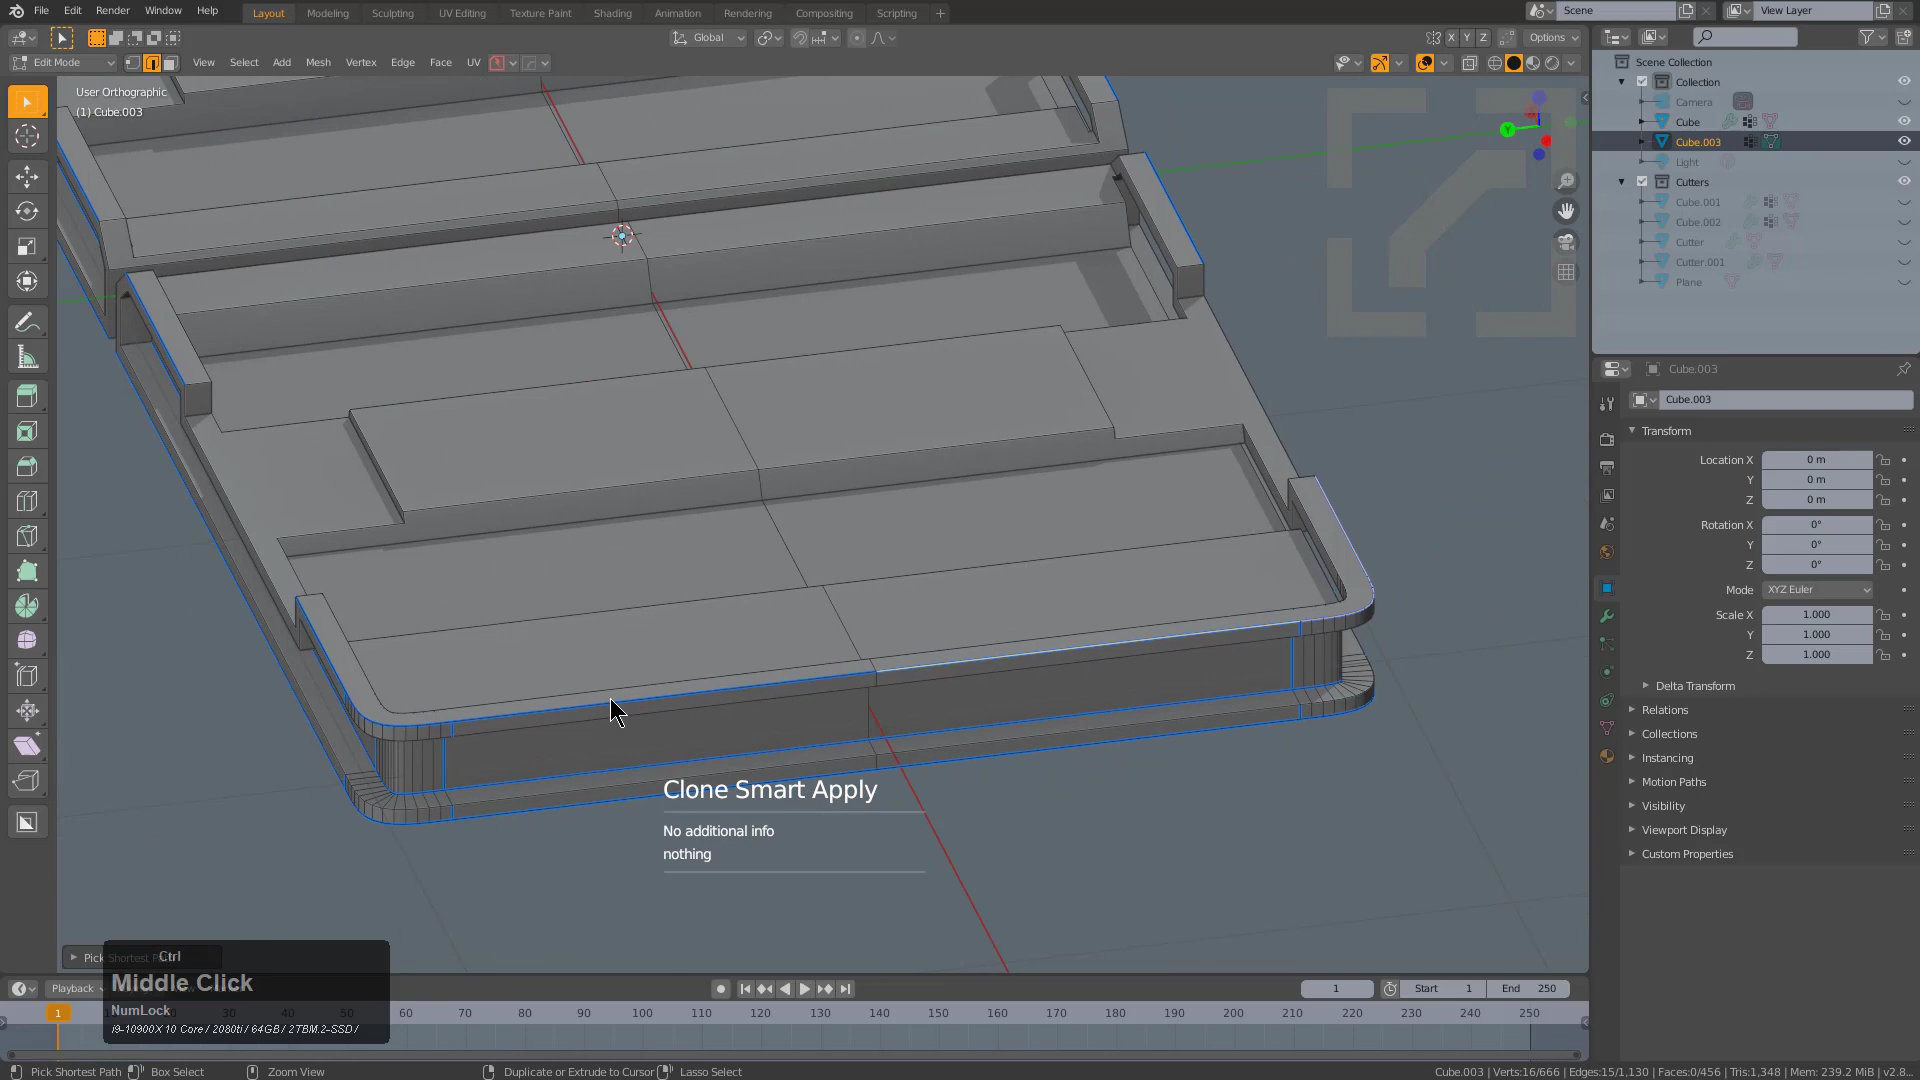 File Edit Render Window Help
Layout Modeling Sculpting UV Editing Texture Paint Shading Animation Rendering Compositing Scripting +
Scene
View Layer
Global
X Y Z Options
Edit Mode
View Select Add Mesh Vertex Edge Face UV
User Orthographic
(1) Cube.003
Y
Scene Collection
Collection
Camera
Cube
Cube.003
Light
Cutters
Cube.001
Cube.002
Cutter
Cutter.001
Plane
Cube.003
Cube.003
Transform
Location X 0 m
Y 0 m
Z 0 m
Rotation X 0°
Y 0°
Z 0°
Mode XYZ Euler
Scale X 1.000
Y 1.000
Z 1.000
Delta Transform
Relations
Collections
Instancing
Motion Paths
Visibility
Viewport Display
Custom Properties
Clone Smart Apply
No additional info
nothing
Pick Shortest
Ctrl
Middle Click
NumLock
i9-10900X 10 Core / 2080ti / 64GB / 2TBM.2-SSD /
Playback
1 Start 1 End 250
1 60 70 80 90 100 110 120 130 140 150 160 170 180 190 200 210 220 230 240 250
Pick Shortest Path Box Select Zoom View Duplicate or Extrude to Cursor Lasso Select
Cube.003 | Verts:16/666 | Edges:15/1,130 | Faces:0/456 | Tris:1,348 | Mem: 239.2 MiB | v2.8...